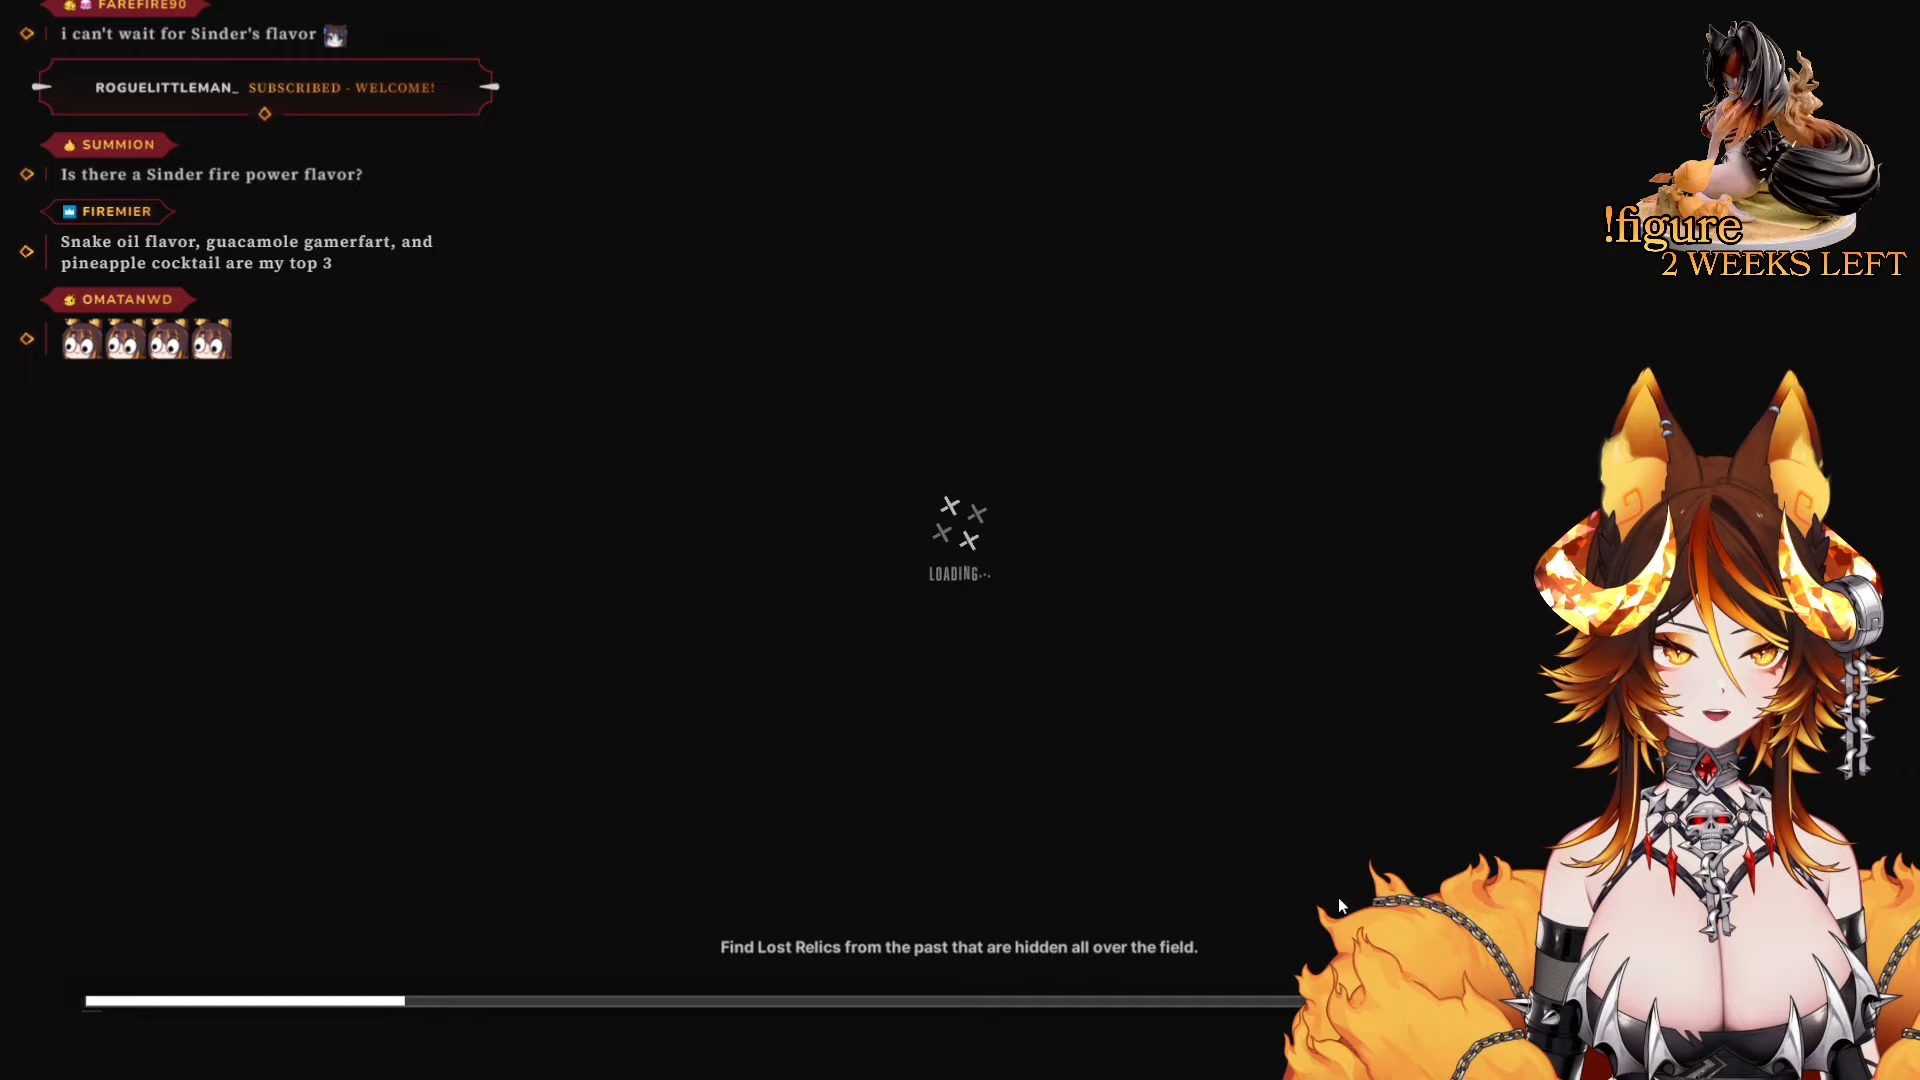 FAREFIRE90
i can't wait for Sinder's flavor
ROGUELITTLEMAN_ SUBSCRIBED - WELCOME!
SUMMION
Is there a Sinder fire power flavor?
FIREMIER
Snake oil flavor, guacamole gamerfart, and
pineapple cocktail are my top 3
OMATANWD
!figure
2 WEEKS LEFT
LOADING...
Find Lost Relics from the past that are hidden all over the field.